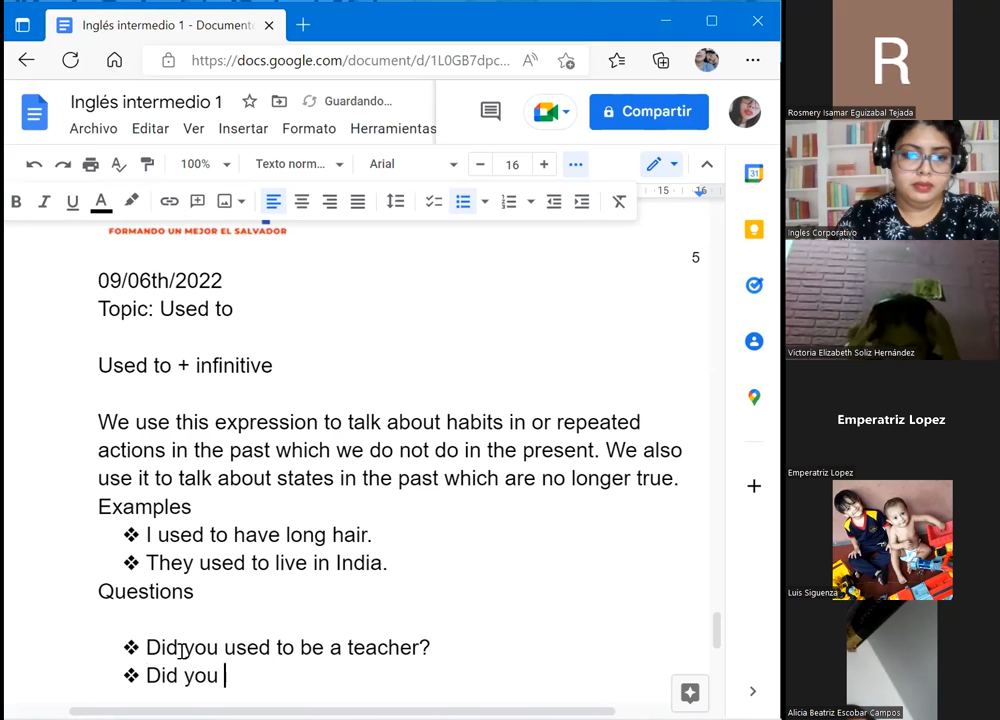 Inglés intermedio 1 - Document
https://docs.google.com/document/d/1L0GB7dpc...
Inglés intermedio 1
Guardando...
Compartir
Archivo Editar Ver Insertar Formato Herramientas
100% Texto norm... Arial 16
15 16
31
FORMANDO UN MEJOR EL SALVADOR
5
09/06th/2022
Topic: Used to
Used to + infinitive
We use this expression to talk about habits in or repeated
actions in the past which we do not do in the present. We also
use it to talk about states in the past which are no longer true.
Examples
❖ I used to have long hair.
❖ They used to live in India.
Questions
❖ Did you used to be a teacher?
❖ Did you
R
Rosmery Isamar Eguizabal Tejada
Ingles Corporativo
Victoria Elizabeth Soliz Hernández
Emperatriz Lopez
Emperatriz Lopez
Luis Siguenza
Alicia Beatriz Escobar Campos